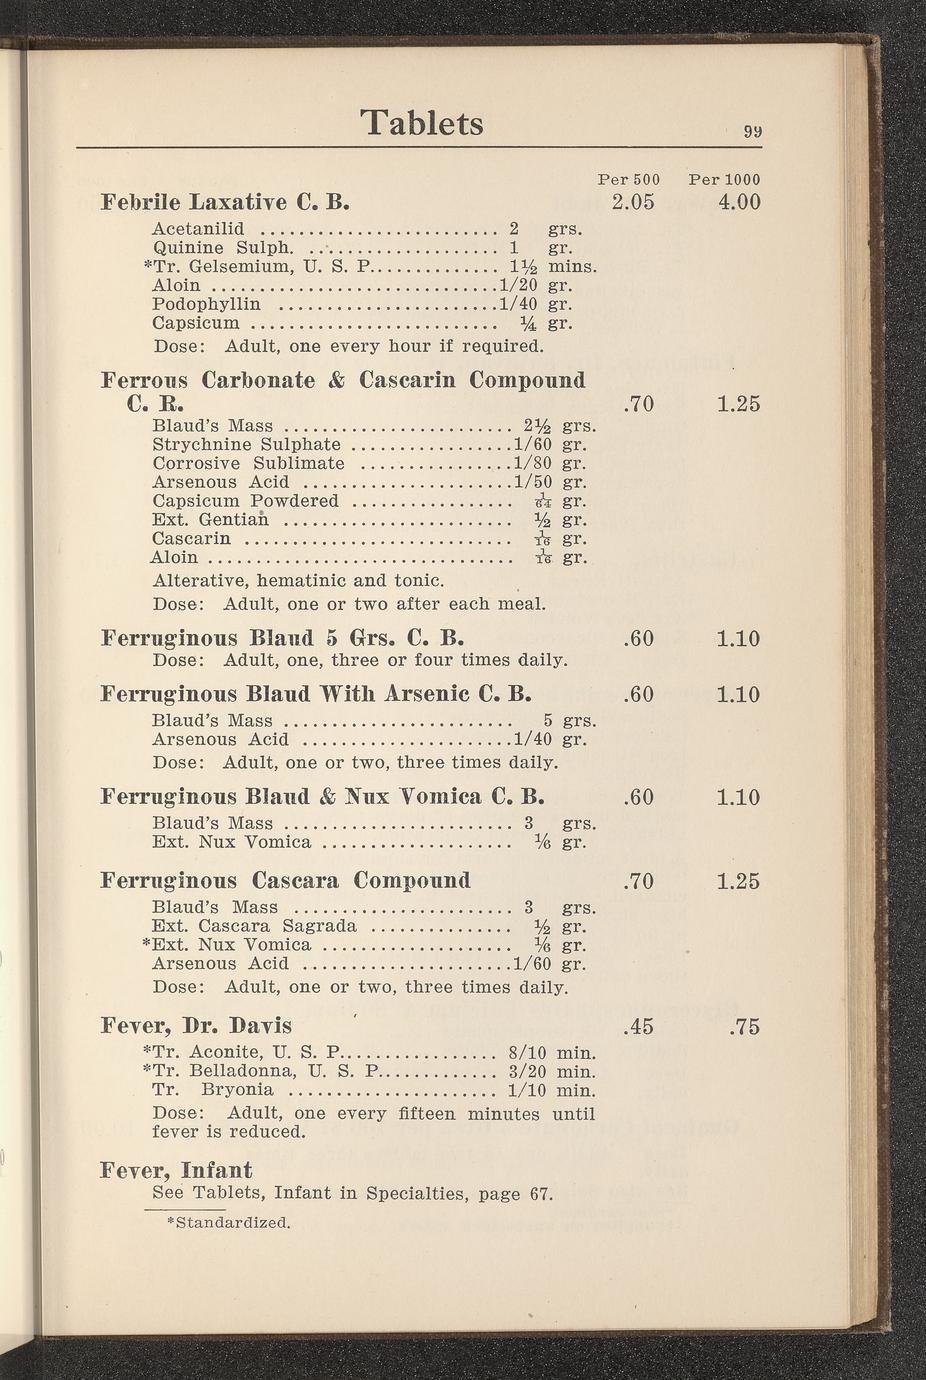 Tablets
99
Per 500 Per 1000
Febrile Laxative C. B. 2.05 4.00
Acetanilid ......................... 2 grs.
Quinine Sulph. .................... 1 gr.
*Tr. Gelsemium, U. S. P.............. 1½ mins.
Aloin ..............................1/20 gr.
Podophyllin .......................1/40 gr.
Capsicum .......................... ¼ gr.
Dose: Adult, one every hour if required.
Ferrous Carbonate & Cascarin Compound
C. R. .70 1.25
Blaud's Mass ........................ 2½ grs.
Strychnine Sulphate .................1/60 gr.
Corrosive Sublimate ................1/80 gr.
Arsenous Acid ......................1/50 gr.
Capsicum Powdered ................. 1/64 gr.
Ext. Gentian ........................ ½ gr.
Cascarin ............................ 1/16 gr.
Aloin ................................ 1/16 gr.
Alterative, hematinic and tonic.
Dose: Adult, one or two after each meal.
Ferruginous Blaud 5 Grs. C. B. .60 1.10
Dose: Adult, one, three or four times daily.
Ferruginous Blaud With Arsenic C. B. .60 1.10
Blaud's Mass ........................ 5 grs.
Arsenous Acid ......................1/40 gr.
Dose: Adult, one or two, three times daily.
Ferruginous Blaud & Nux Vomica C. B. .60 1.10
Blaud's Mass ........................ 3 grs.
Ext. Nux Vomica .................... ⅙ gr.
Ferruginous Cascara Compound .70 1.25
Blaud's Mass ....................... 3 grs.
Ext. Cascara Sagrada ............... ½ gr.
*Ext. Nux Vomica .................... ⅙ gr.
Arsenous Acid ......................1/60 gr.
Dose: Adult, one or two, three times daily.
Fever, Dr. Davis .45 .75
*Tr. Aconite, U. S. P................. 8/10 min.
*Tr. Belladonna, U. S. P............. 3/20 min.
Tr. Bryonia ...................... 1/10 min.
Dose: Adult, one every fifteen minutes until
fever is reduced.
Fever, Infant
See Tablets, Infant in Specialties, page 67.
*Standardized.